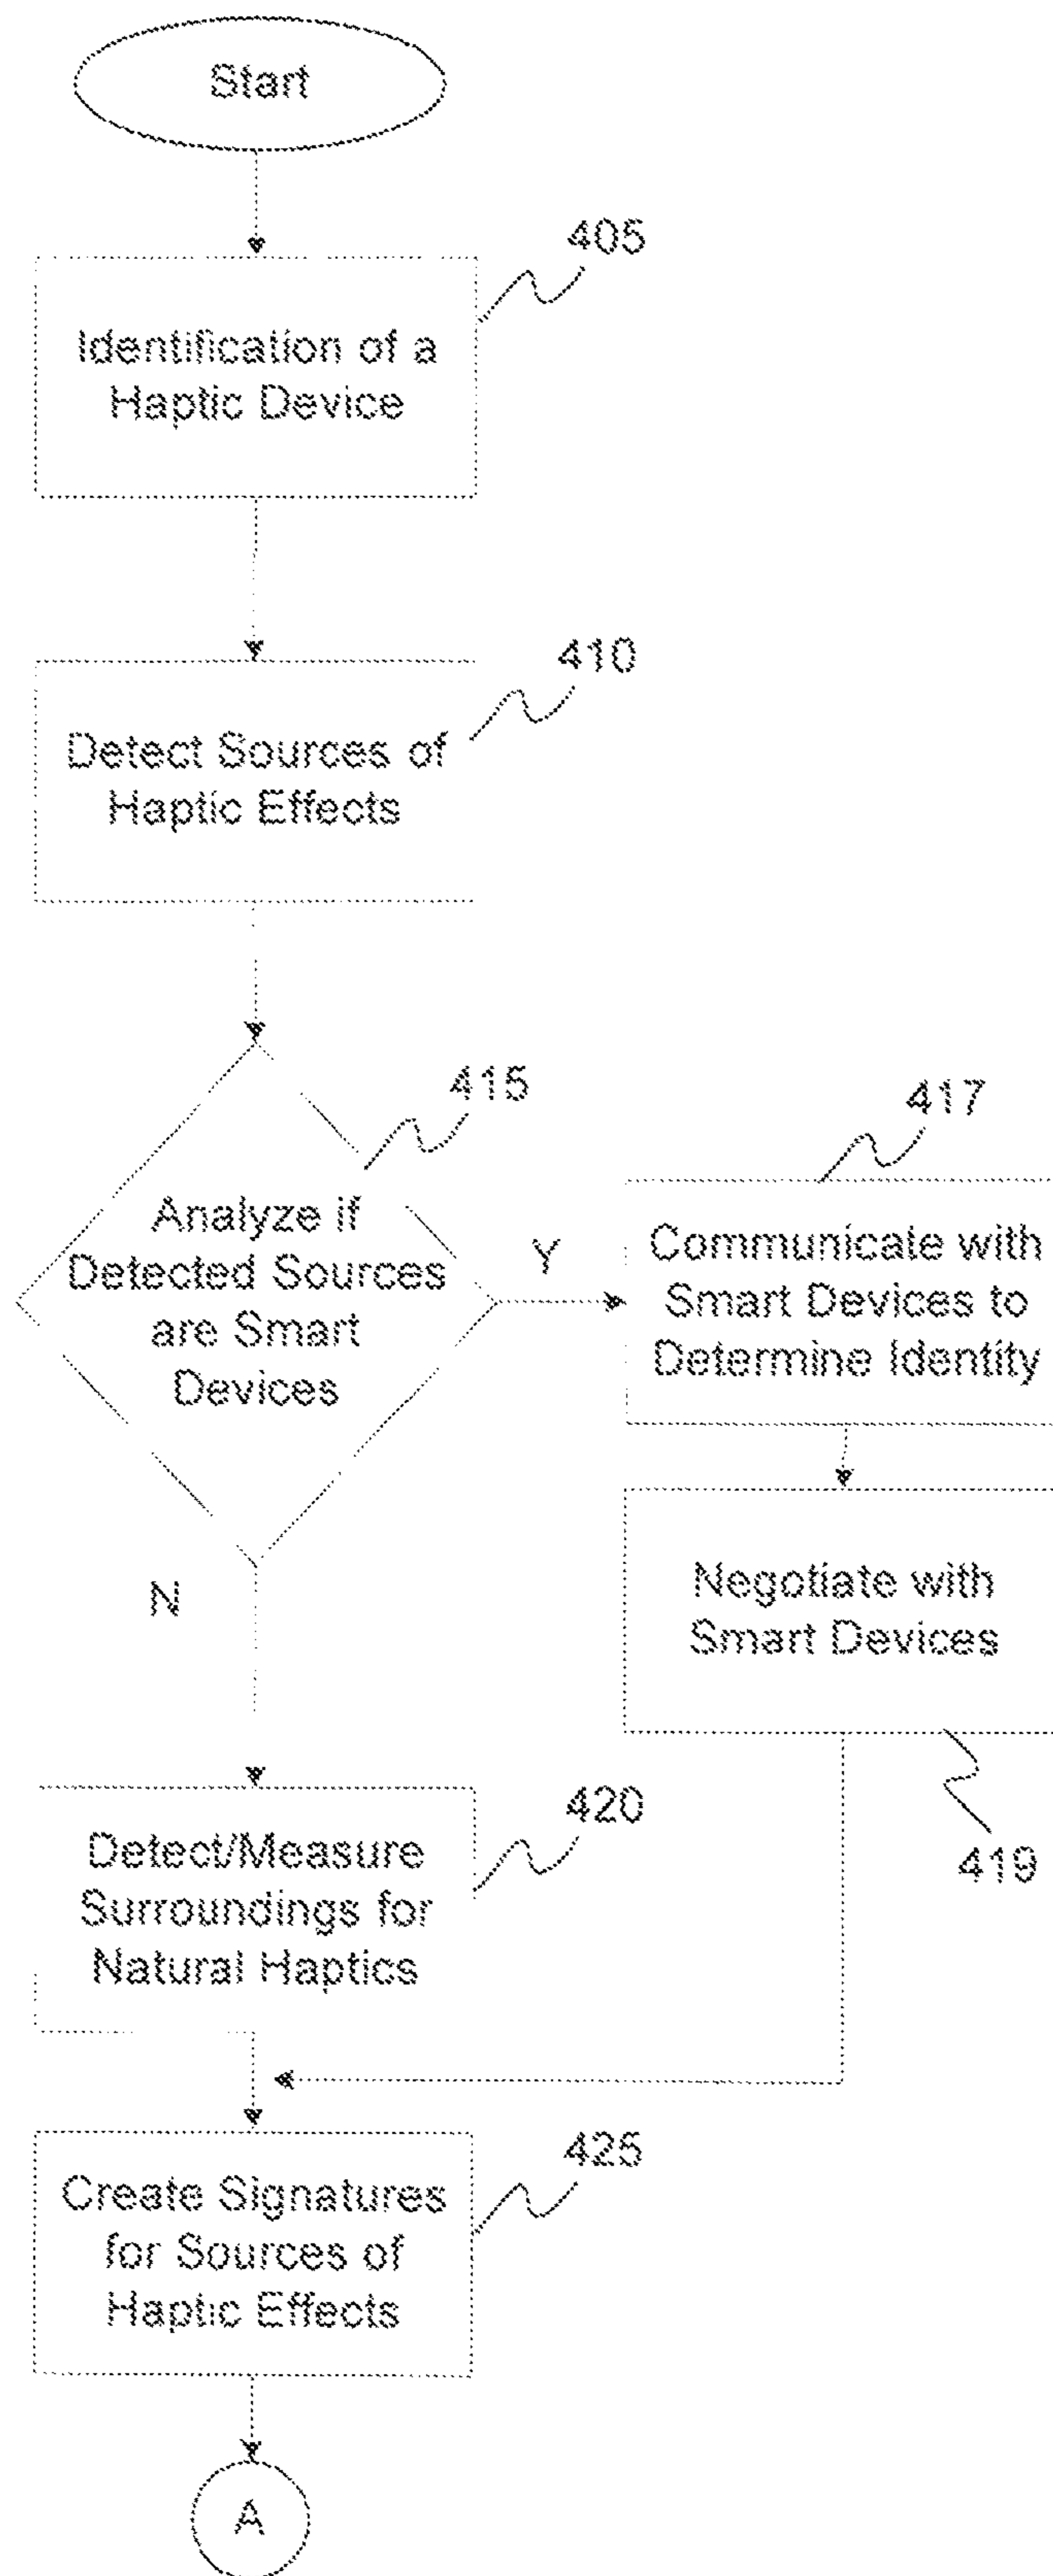 Start
405
Identification of a
Haptic Device
410
Detect Sources of
Haptic Effects
415
Analyze if
Detected Sources
are Smart
Devices
Y
417
Communicate with
Smart Devices to
Determine Identity
N
Negotiate with
Smart Devices
419
420
Detect/Measure
Surroundings for
Natural Haptics
425
Create Signatures
for Sources of
Haptic Effects
A